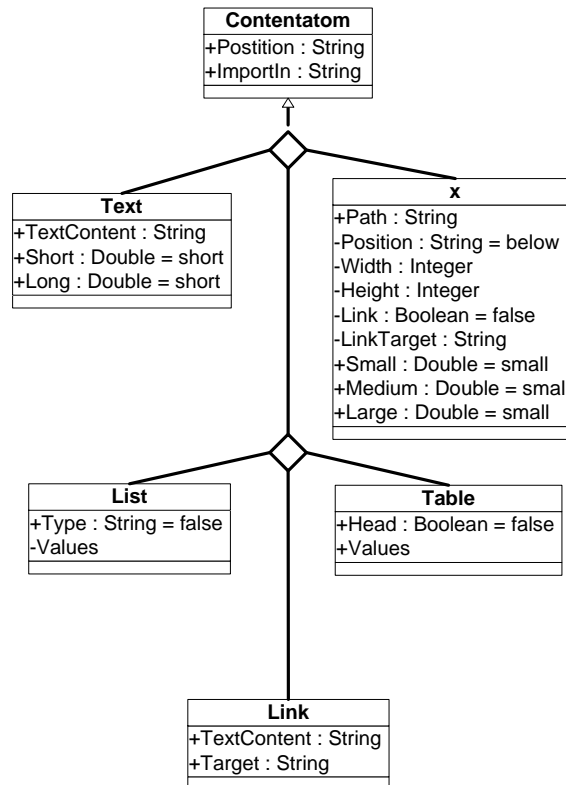 Contentatom
+Postition : String
+ImportIn : String
Text
+TextContent : String
+Short : Double = short
+Long : Double = short
x
+Path : String
-Position : String = below
-Width : Integer
-Height : Integer
-Link : Boolean = false
-LinkTarget : String
+Small : Double = small
+Medium : Double = smal
+Large : Double = small
List
+Type : String = false
-Values
Table
+Head : Boolean = false
+Values
Link
+TextContent : String
+Target : String